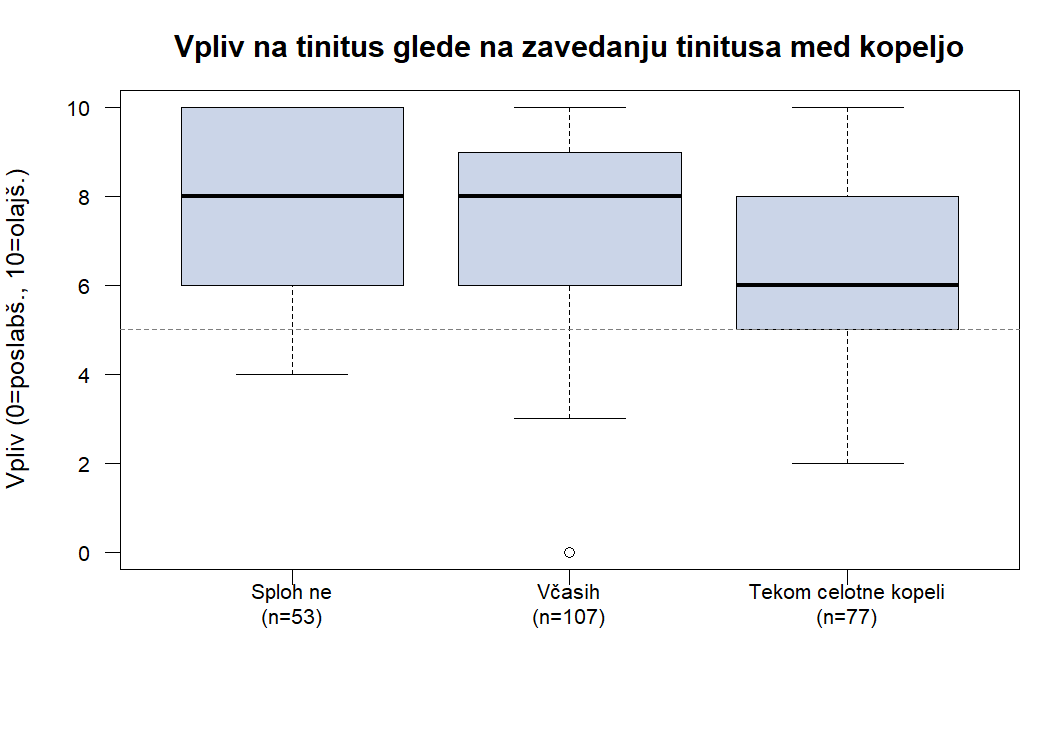 Vpliv na tinitus glede na zavedanju tinitusa med kopeljo
Vpliv (0=poslabš., 10=olajš.)
10
8
6
4
2
0
Sploh ne
(n=53)
Včasih
(n=107)
Tekom celotne kopeli
(n=77)